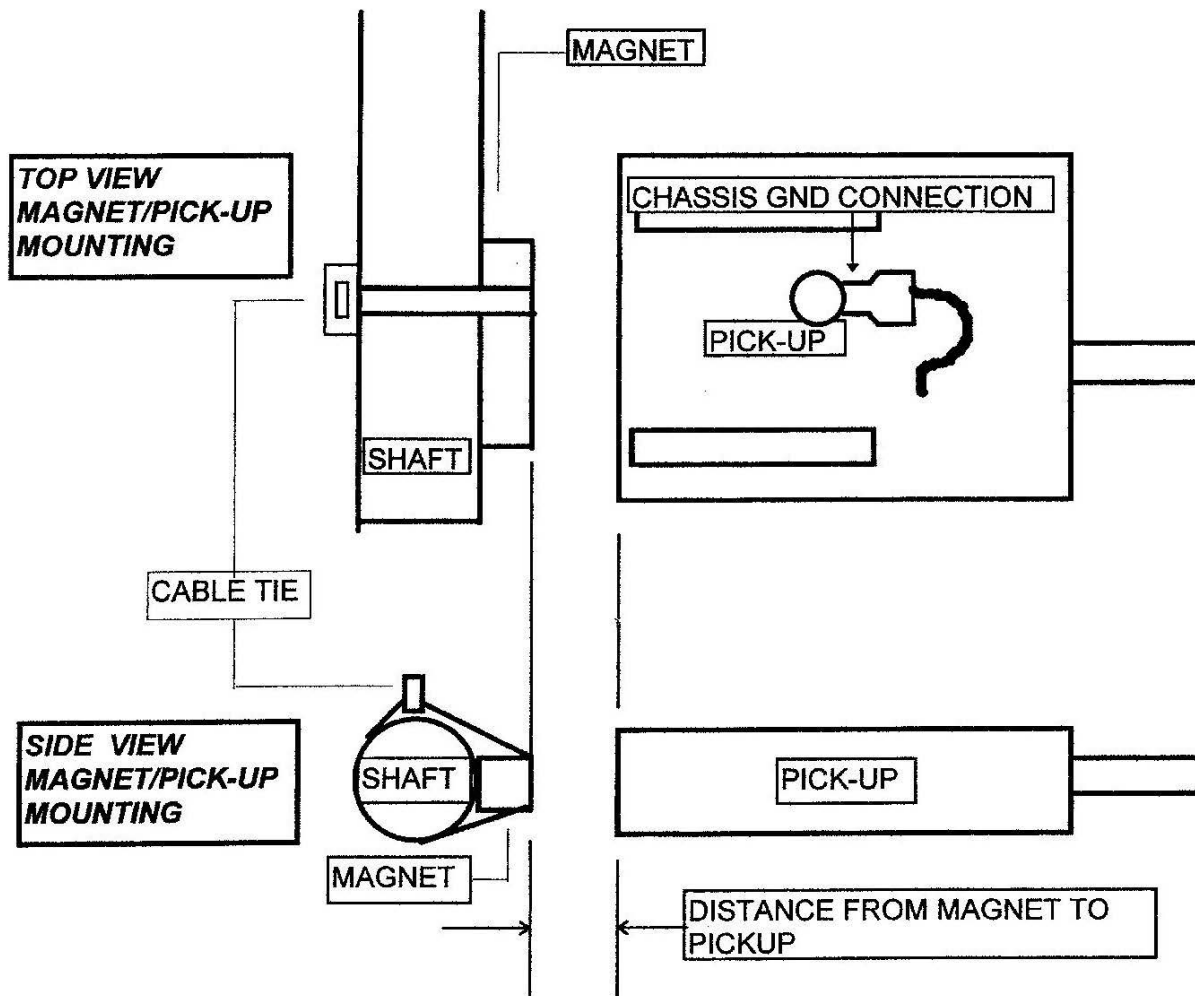 MAGNET
TOP VIEW
MAGNET/PICK-UP
MOUNTING
CHASSIS GND CONNECTION
PICK-UP
SHAFT
CABLE TIE
SIDE VIEW
MAGNET/PICK-UP
MOUNTING
SHAFT
PICK-UP
MAGNET
DISTANCE FROM MAGNET TO
PICKUP